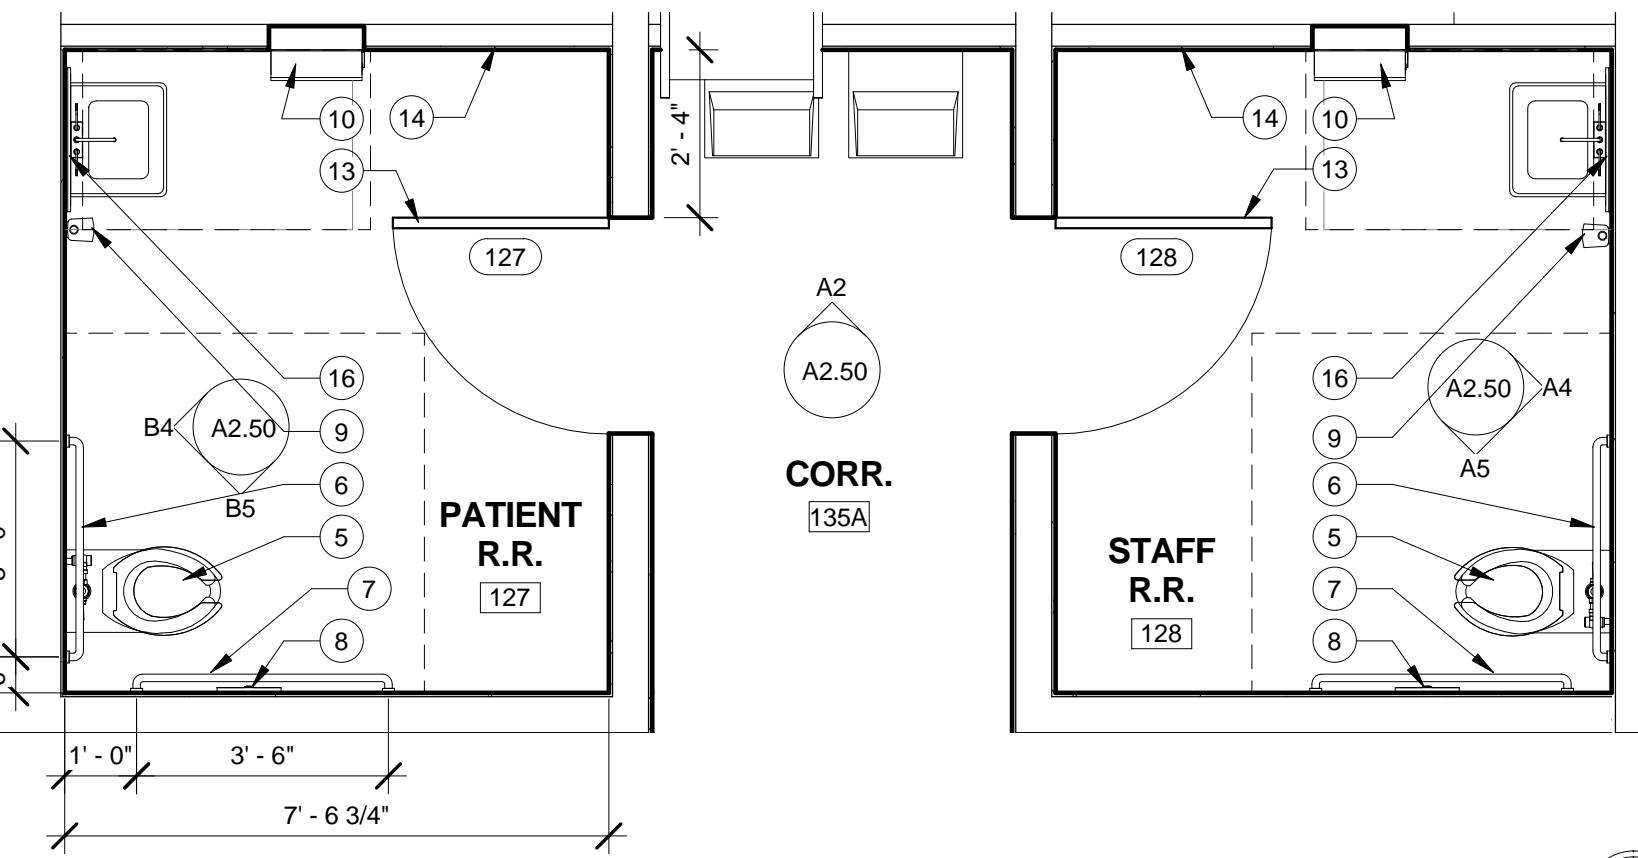 10
14
13
127
2' - 4"
A2
A2.50
128
14
10
13
16
B4
A2.50
9
B5
6
5
7
8
PATIENT
R.R.
127
CORR.
135A
STAFF
R.R.
128
16
A2.50
A4
9
A5
6
5
7
8
1' - 0"
3' - 6"
7' - 6 3/4"